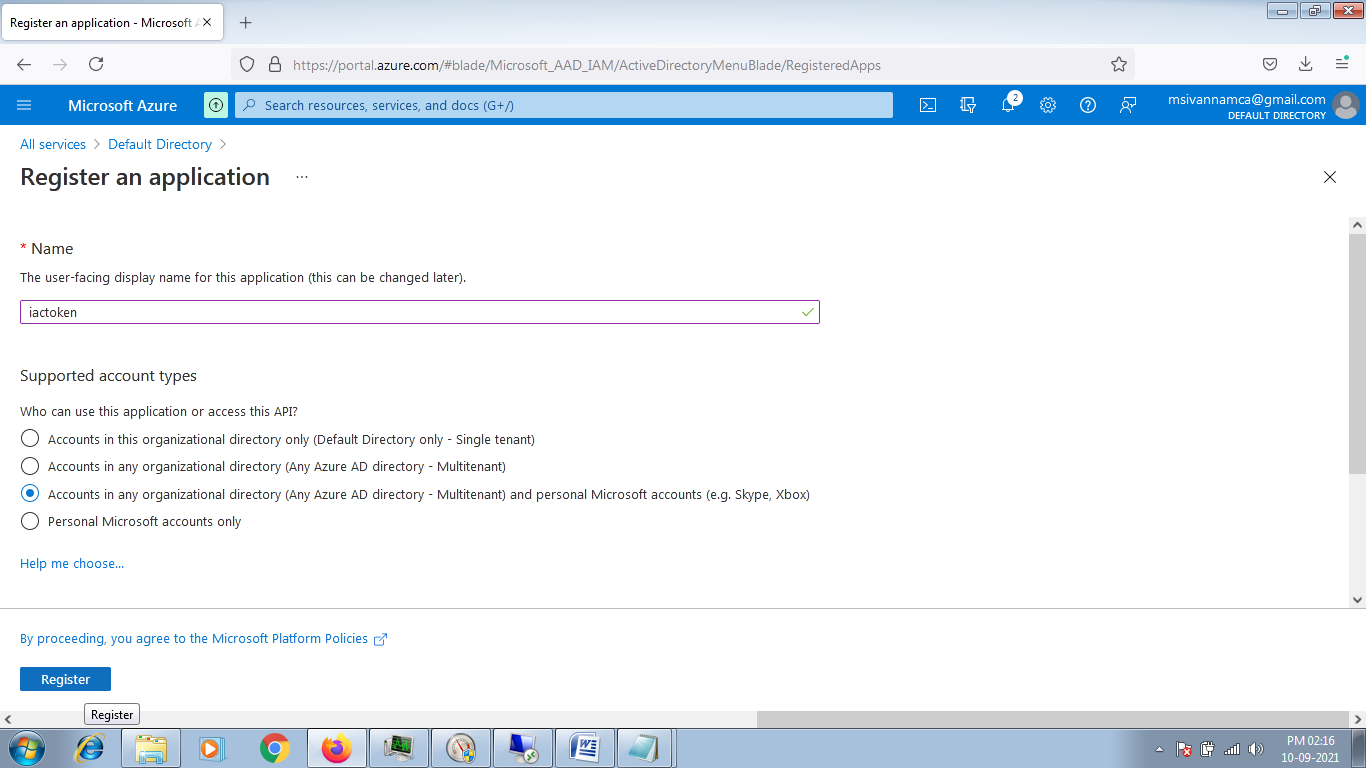 Register an application - Microsoft A
https://portal.azure.com/#blade/Microsoft_AAD_IAM/ActiveDirectoryMenuBlade/RegisteredApps
Microsoft Azure
Search resources, services, and docs (G+/)
2
msivannamca@gmail.com
DEFAULT DIRECTORY
All services > Default Directory >
Register an application ...
* Name
The user-facing display name for this application (this can be changed later).
iactoken
Supported account types
Who can use this application or access this API?
Accounts in this organizational directory only (Default Directory only - Single tenant)
Accounts in any organizational directory (Any Azure AD directory - Multitenant)
Accounts in any organizational directory (Any Azure AD directory - Multitenant) and personal Microsoft accounts (e.g. Skype, Xbox)
Personal Microsoft accounts only
Help me choose...
By proceeding, you agree to the Microsoft Platform Policies
Register
Register
PM 02:16
10-09-2021